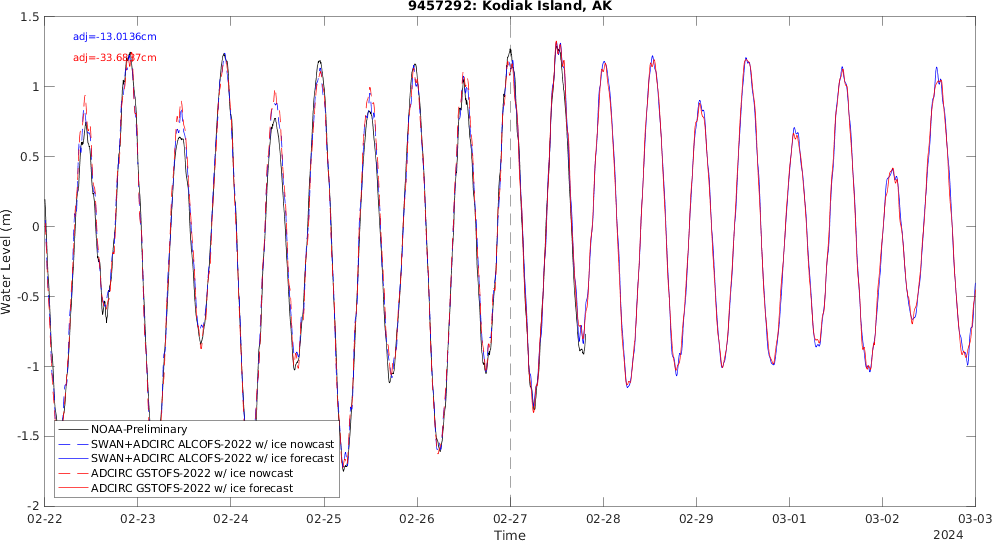 9457292: Kodiak Island, AK
adj=-13.0136cm
Water Level (m)
1.5
1
0.5
0
-0.5
-1
-1.5
-2
NOAA-Preliminary
SWAN+ADCIRC ALCOFS-2022 w/ ice nowcast
SWAN+ADCIRC ALCOFS-2022 w/ ice forecast
ADCIRC GSTOFS-2022 w/ ice nowcast
ADCIRC GSTOFS-2022 w/ ice forecast
02-22 02-23 02-24 02-25 02-26 02-27 02-28 02-29 03-01 03-02 03-03
Time
2024